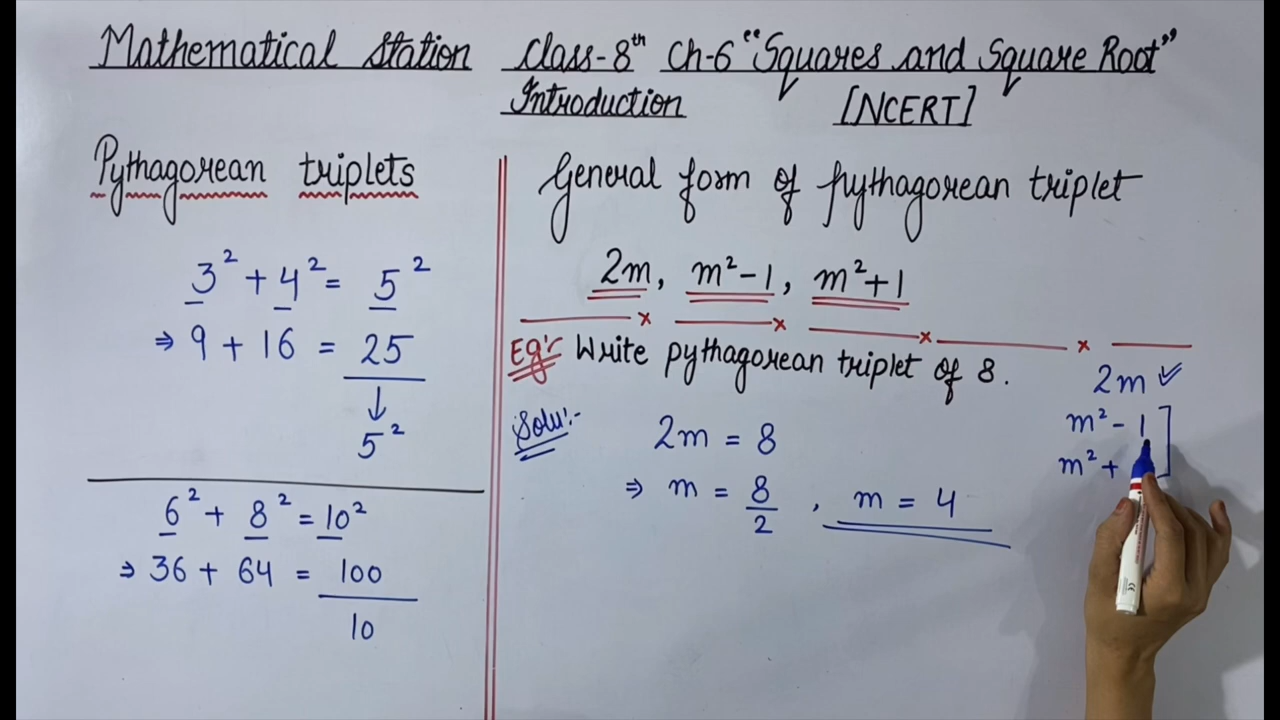 Mathematical Station Class-8th Ch-6 "Squares and Square Root"
Introduction [NCERT]
Pythagorean triplets
3² + 4² = 5²
⇒ 9 + 16 = 25
↓
5²
6² + 8² = 10²
⇒ 36 + 64 = 100
10
General form of pythagorean triplet
2m, m²-1, m²+1
Eg:- Write pythagorean triplet of 8.
Solu:-
2m = 8
⇒ m = 8/2 , m = 4
2m ✓
m² - 1
m² +